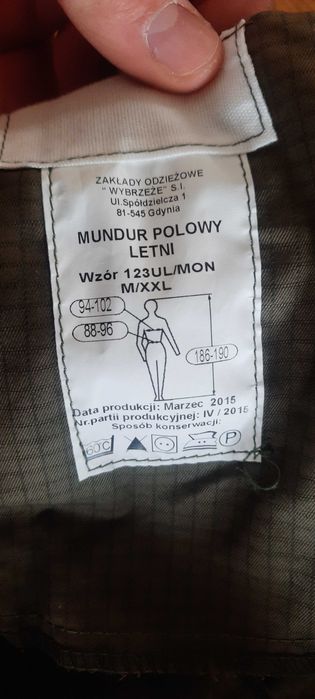 ZAKŁADY ODZIEŻOWE
"WYBRZEŻE" S.I.
Ul.Spółdzielcza 1
81-545 Gdynia
MUNDUR POLOWY
LETNI
Wzór 123UL/MON
M/XXL
94-102
88-96
186-190
Data produkcji: Marzec 2015
Nr.partii produkcyjnej: IV / 2015
Sposób konserwacji:
60°C P